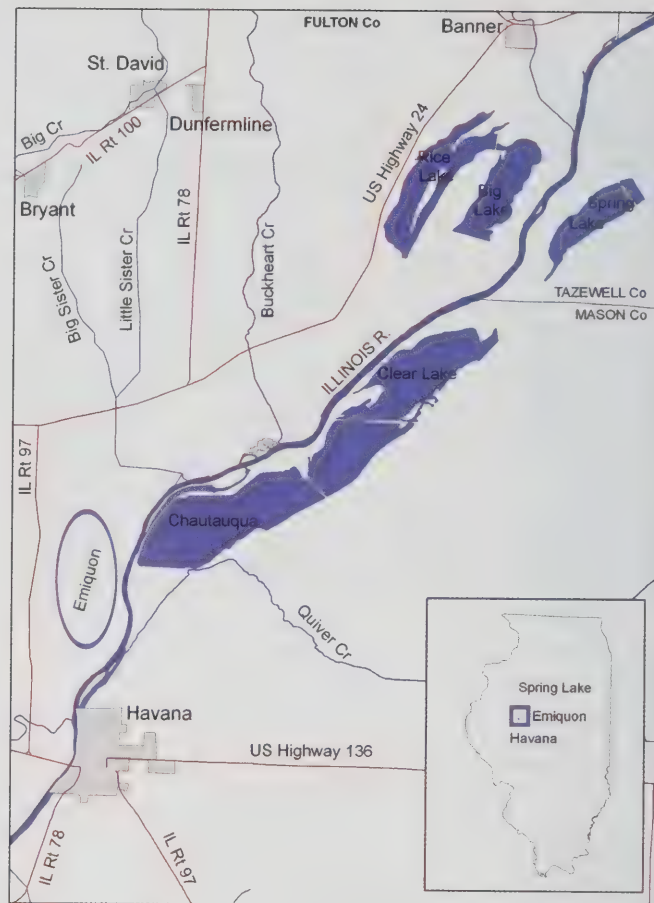 FULTON Co
Banner
St. David
Big Cr
IL Rt 100
Dunfermline
US Highway 24
Rice
Lake
Big
Lake
Spring
Lake
Bryant
IL Rt 78
Big Sister Cr
Little Sister Cr
Buckheart Cr
TAZEWELL Co
MASON Co
ILLINOIS R.
Clear Lake
IL Rt 97
Chautauqua
Emiquon
Quiver Cr
Havana
US Highway 136
IL Rt 78
IL Rt 97
Spring Lake
Emiquon
Havana